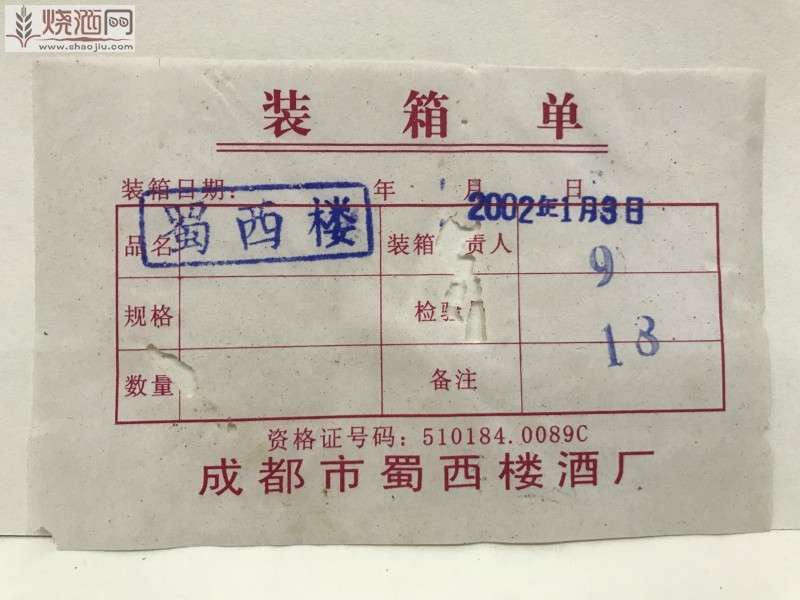 烧酒网
www.shaojiu.com
装箱单
装箱日期: 年 月 日
2002年1月3日
品名 蜀西楼 装箱 责人 9
规格 检验
18
数量 备注
资格证号码: 510184.0089C
成都市蜀西楼酒厂